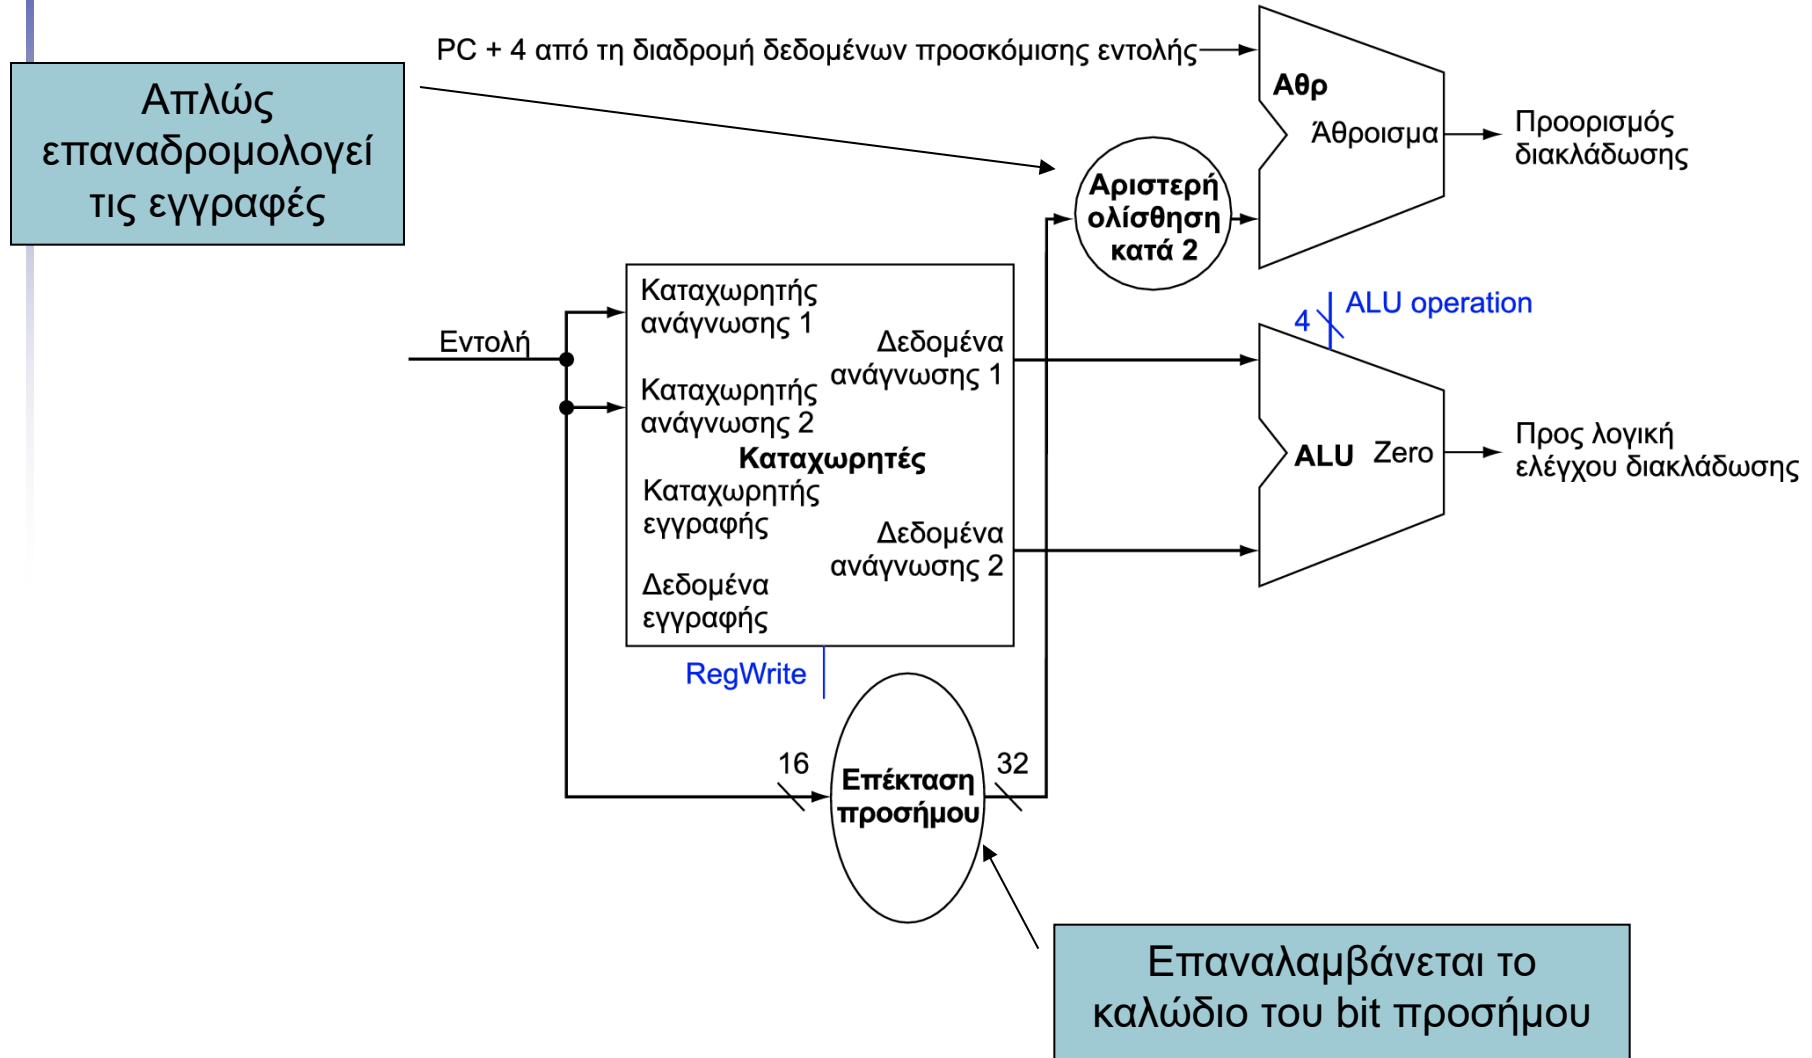 PC + 4 από τη διαδρομή δεδομένων προσκόμισης εντολής
Απλώς
επαναδρομολογεί
τις εγγραφές
Αθρ
Άθροισμα
Προορισμός
διακλάδωσης
Αριστερή
ολίσθηση
κατά 2
Εντολή
Καταχωρητής
ανάγνωσης 1
Καταχωρητής
ανάγνωσης 2
Καταχωρητές
Καταχωρητής
εγγραφής
Δεδομένα
εγγραφής
Δεδομένα
ανάγνωσης 1
Δεδομένα
ανάγνωσης 2
RegWrite
4
ALU operation
ALU
Zero
Προς λογική
ελέγχου διακλάδωσης
16
Επέκταση
προσήμου
32
Επαναλαμβάνεται το
καλώδιο του bit προσήμου